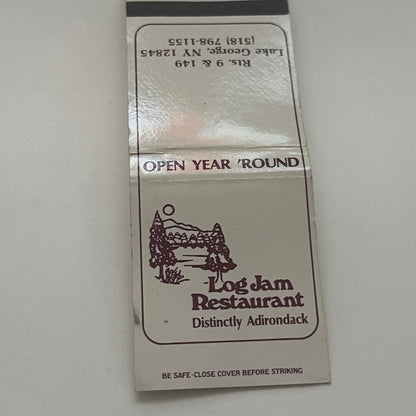 Rts. 9 & 149
Lake George, NY 12845
(518) 798-1155
OPEN YEAR 'ROUND
Log Jam
Restaurant
Distinctly Adirondack
BE SAFE-CLOSE COVER BEFORE STRIKING